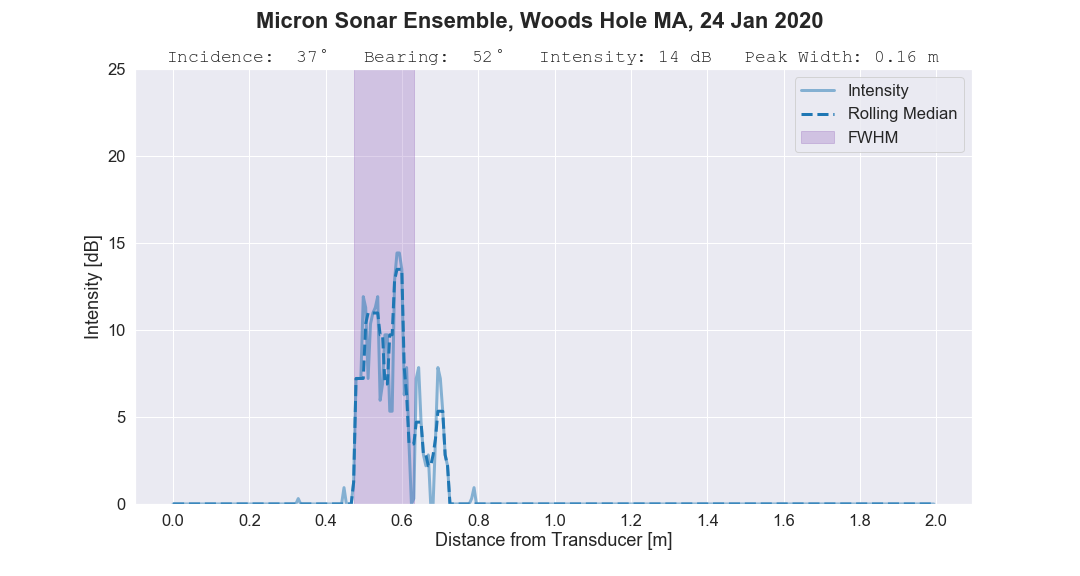 Micron Sonar Ensemble, Woods Hole MA, 24 Jan 2020
Incidence: 37° Bearing: 52° Intensity: 14 dB Peak Width: 0.16 m
Intensity
Rolling Median
FWHM
25
20
15
10
5
0
Intensity [dB]
0.0 0.2 0.4 0.6 0.8 1.0 1.2 1.4 1.6 1.8 2.0
Distance from Transducer [m]